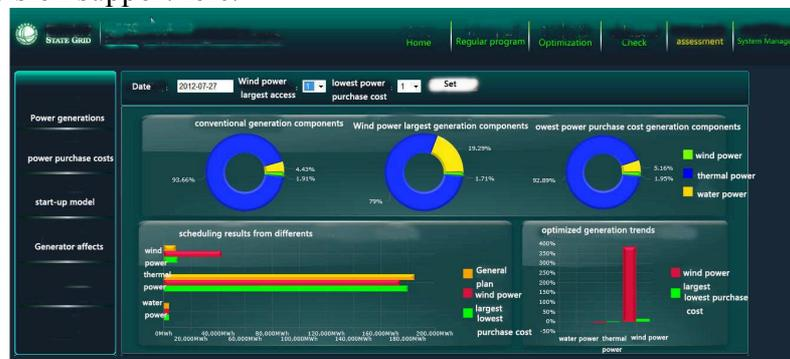 STATE GRID
Home
Regular program
Optimization
Check
assessment
System Manage
Date : 2012-07-27 Wind power largest access : 1 lowest power purchase cost : 1 Set
Power generations
power purchase costs
start-up model
Generator affects
conventional generation components
93.66%
4.43%
1.91%
Wind power largest generation components
19.29%
1.71%
79%
owest power purchase cost generation components
92.89%
5.16%
1.95%
wind power
thermal power
water power
scheduling results from differents
wind
power
thermal
power
water
power
0MWh 40,000MWh 80,000MWh 120,000MWh 160,000MWh 200,000MWh
20,000MWh 60,000MWh 100,000MWh 140,000MWh 180,000MWh
General
plan
wind power
largest
lowest
purchase cost
optimized generation trends
400%
350%
300%
250%
200%
150%
100%
50%
0%
-50%
water power thermal wind power
power
wind power
largest
lowest purchase
cost